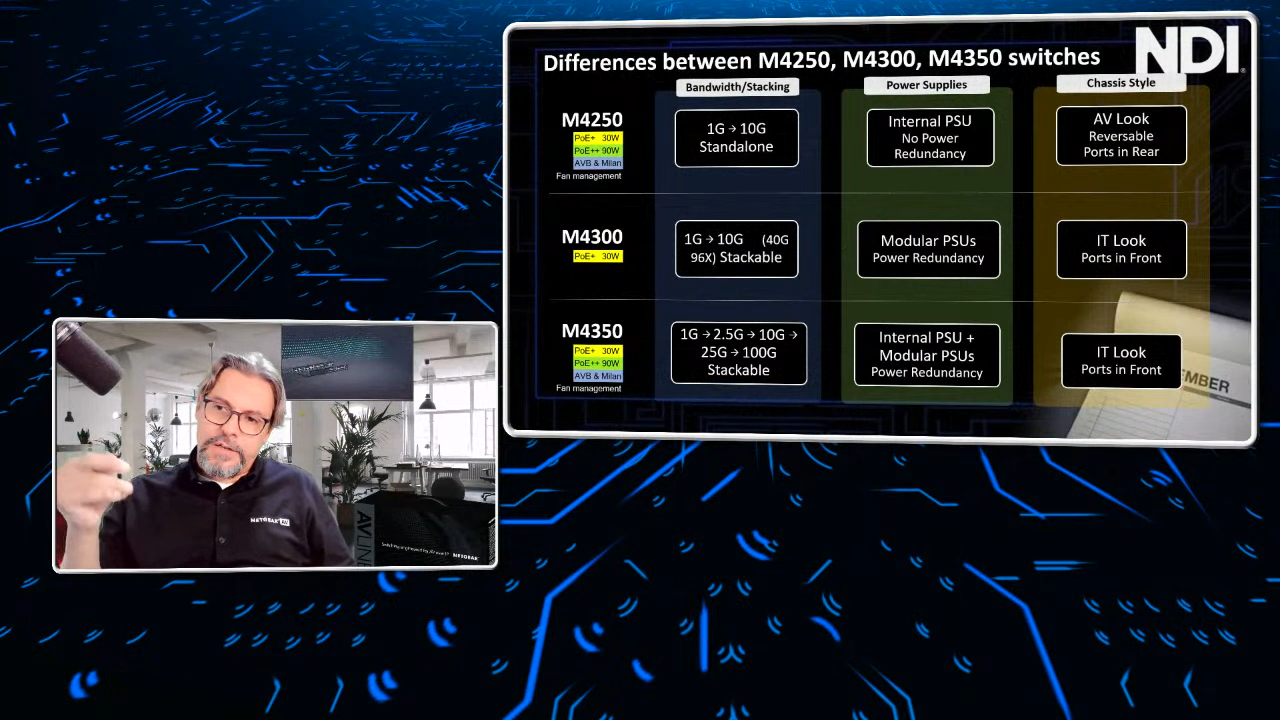 NDI
Differences between M4250, M4300, M4350 switches
Bandwidth/Stacking
Power Supplies
Chassis Style
M4250
PoE+ 30W
PoE++ 90W
AVB & Milan
Fan management
1G → 10G
Standalone
Internal PSU
No Power
Redundancy
AV Look
Reversable
Ports in Rear
M4300
PoE+ 30W
1G → 10G (40G
96X) Stackable
Modular PSUs
Power Redundancy
IT Look
Ports in Front
M4350
PoE+ 30W
PoE++ 90W
AVB & Milan
Fan management
1G → 2.5G → 10G →
25G → 100G
Stackable
Internal PSU +
Modular PSUs
Power Redundancy
IT Look
Ports in Front
EMBER
NETGEAR AV
AVLINE
NETGEAR